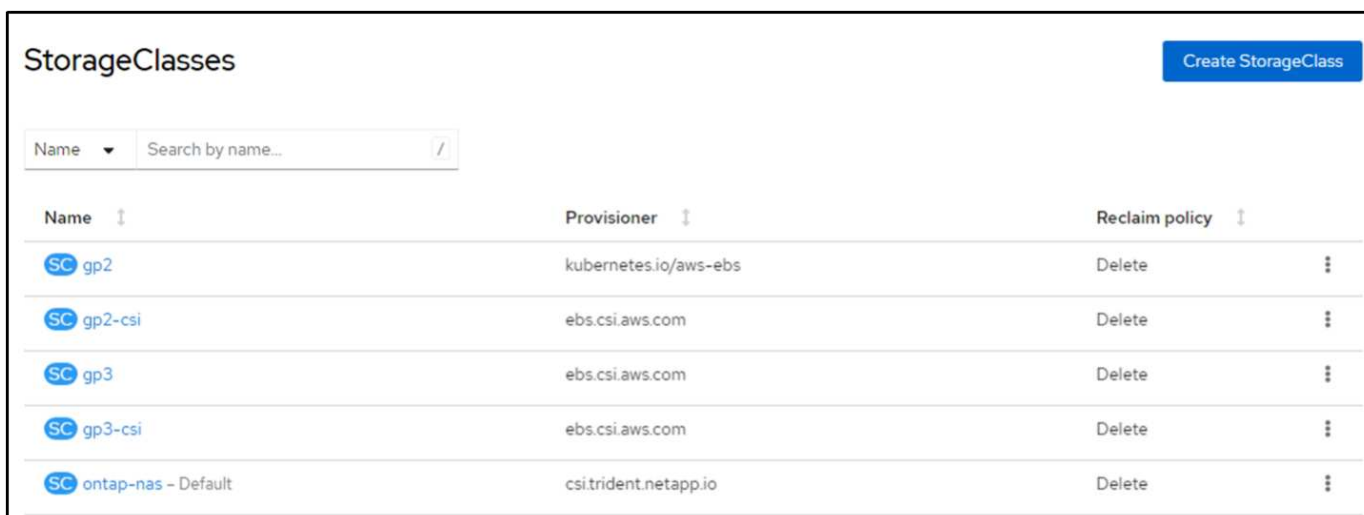 StorageClasses
Create StorageClass
Name Search by name... /
Name Provisioner Reclaim policy
SC gp2 kubernetes.io/aws-ebs Delete
SC gp2-csi ebs.csi.aws.com Delete
SC gp3 ebs.csi.aws.com Delete
SC gp3-csi ebs.csi.aws.com Delete
SC ontap-nas – Default csi.trident.netapp.io Delete